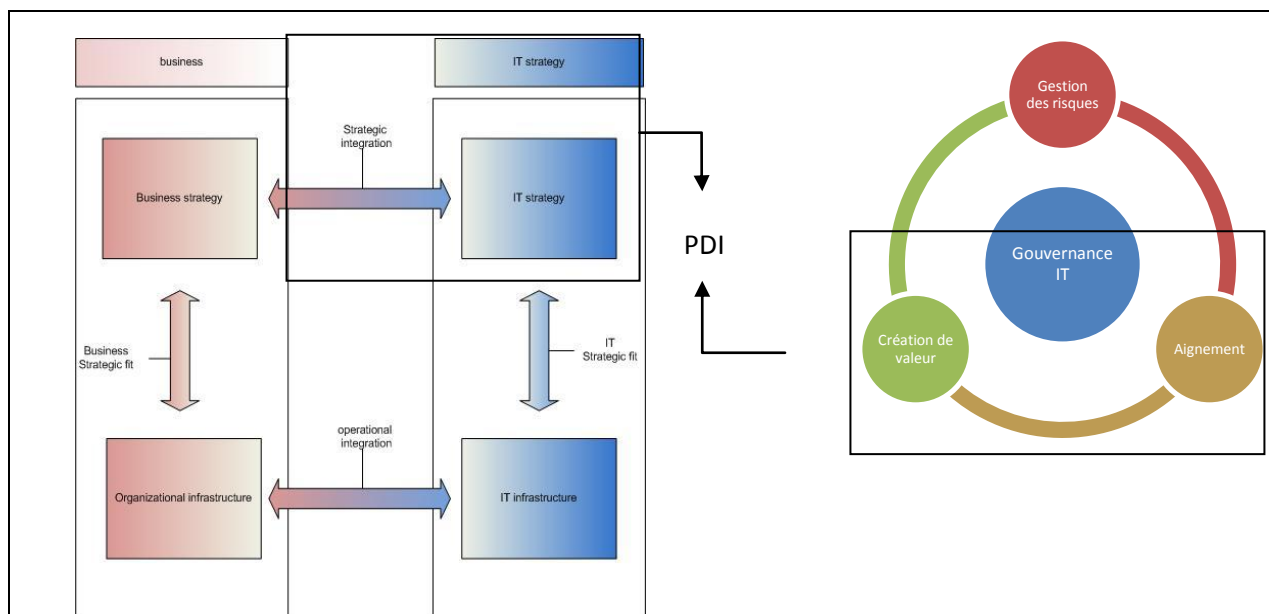 business
IT strategy
Strategic
integration
Business strategy
IT strategy
Business
Strategic fit
IT
Strategic fit
operational
integration
Organizational infrastructure
IT infrastructure
PDI
Gestion
des risques
Gouvernance
IT
Création de
valeur
Aignement